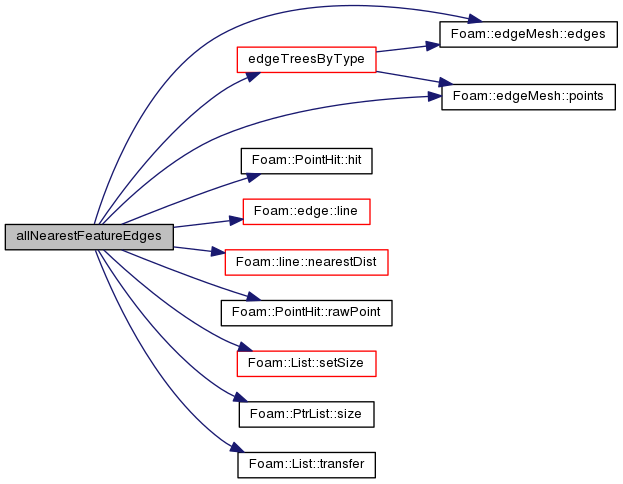 Foam::edgeMesh::edges
edgeTreesByType
Foam::edgeMesh::points
Foam::PointHit::hit
Foam::edge::line
allNearestFeatureEdges
Foam::line::nearestDist
Foam::PointHit::rawPoint
Foam::List::setSize
Foam::PtrList::size
Foam::List::transfer